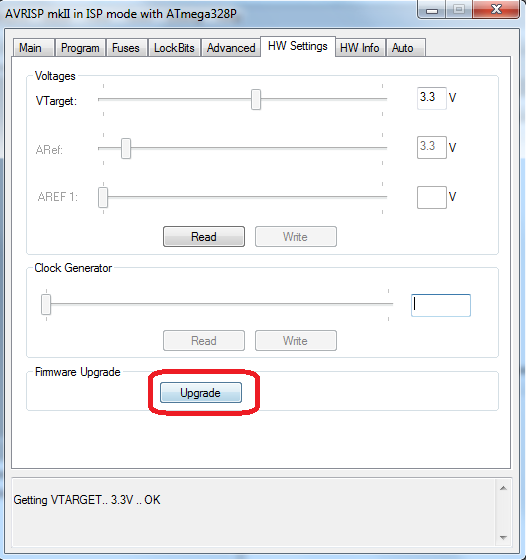 AVRISP mkII in ISP mode with ATmega328P
Main Program Fuses LockBits Advanced HW Settings HW Info Auto
Voltages
VTarget: 3.3 V
ARef: 3.3 V
AREF 1: V
Read Write
Clock Generator
Read Write
Firmware Upgrade
Upgrade
Getting VTARGET.. 3.3V .. OK